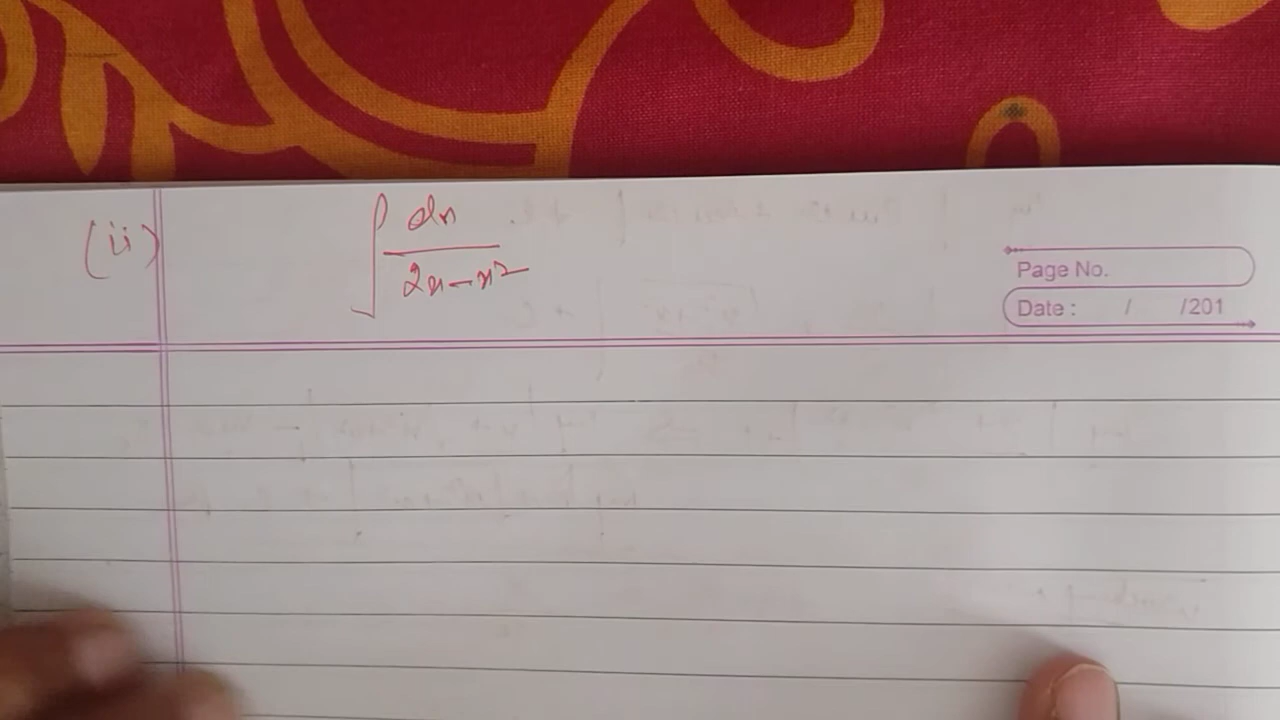 (ii) ∫ dx / 2x - x²
Page No.
Date : / /201